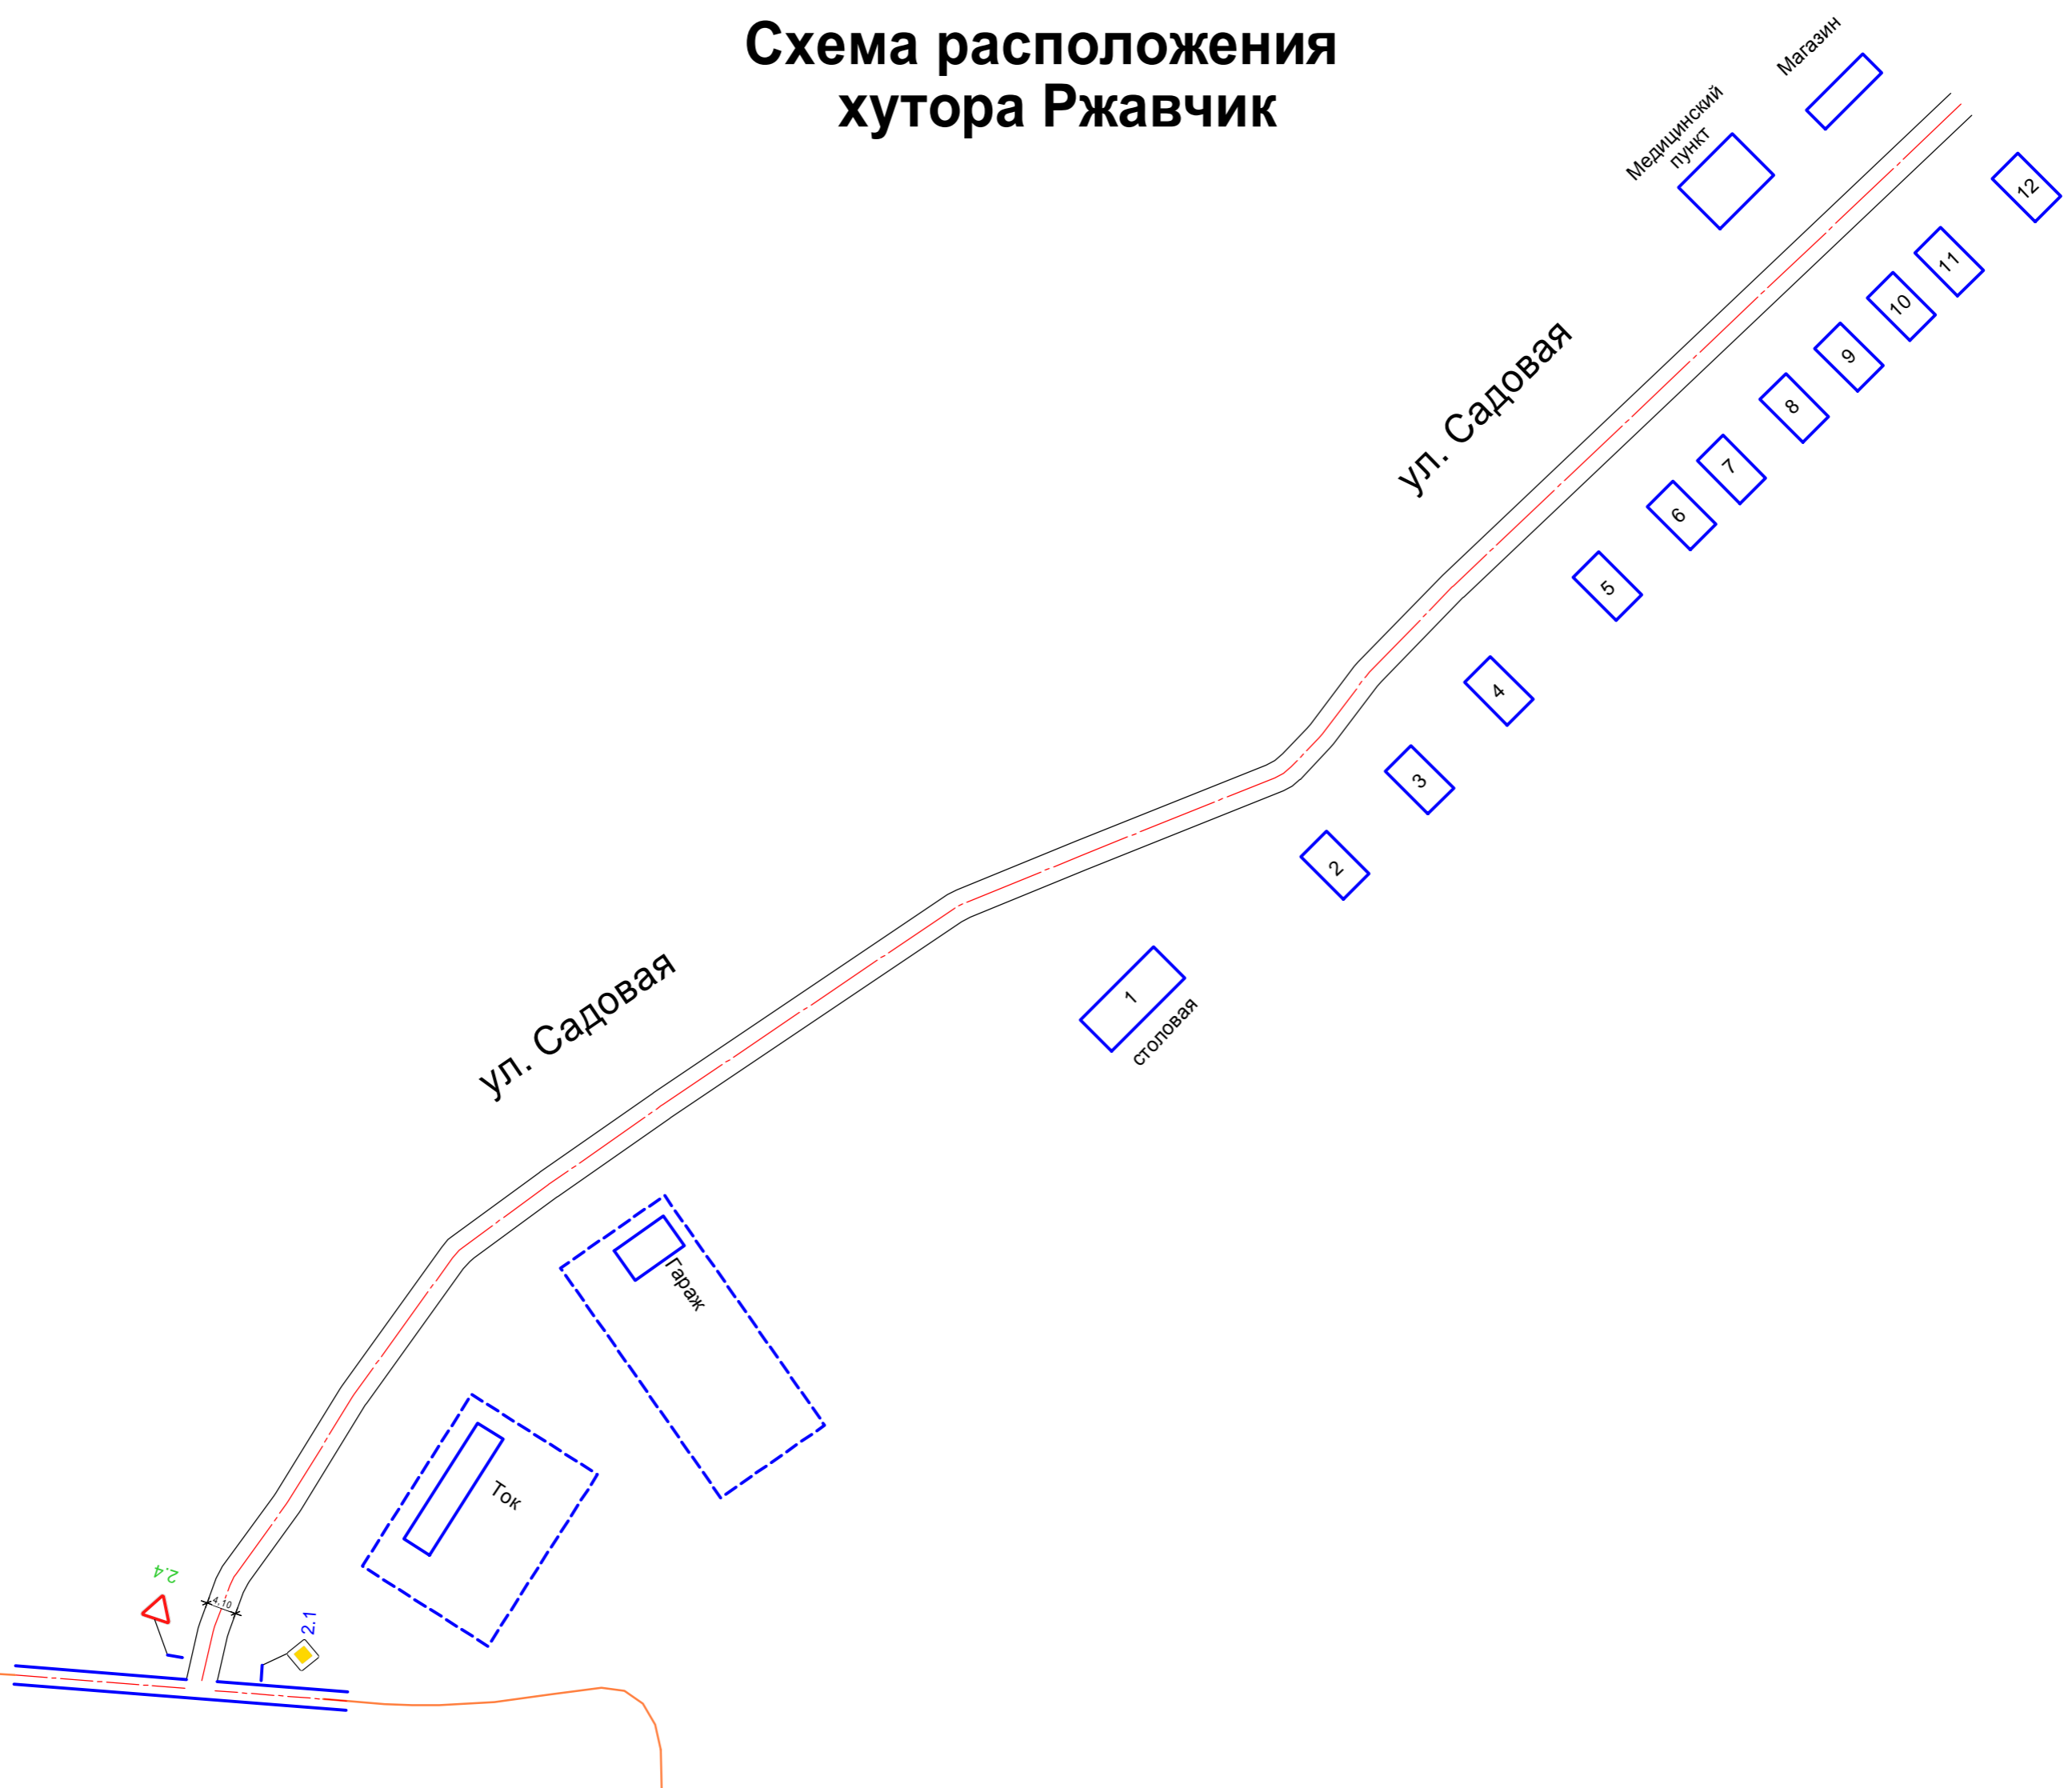 Схема расположения
хутора Ржавчик
Магазин
Медицинский
пункт
12
11
10
9
8
7
6
5
4
3
2
1
столовая
ул. Садовая
ул. Садовая
Гараж
Ток
2.4
4.10
2.1